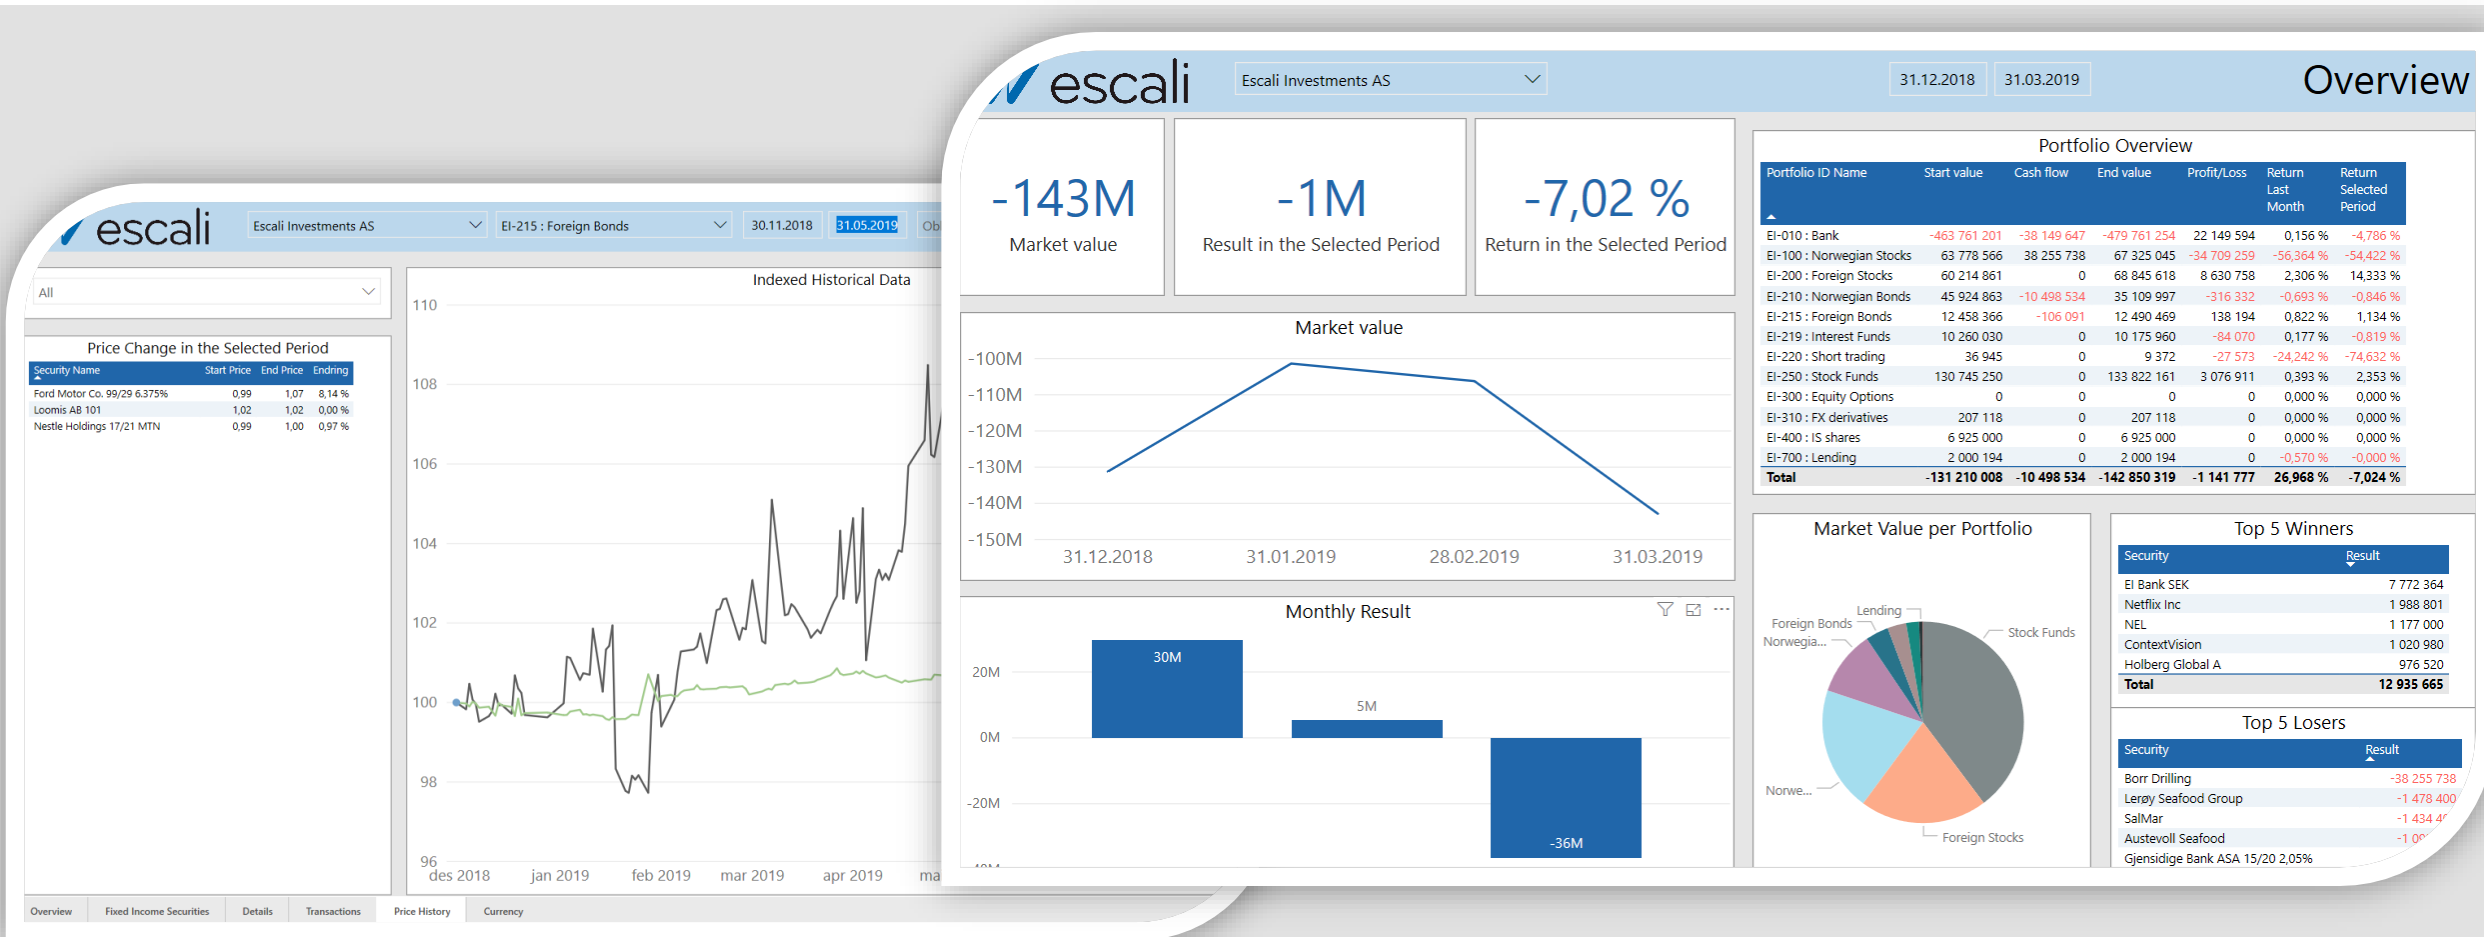 escali
Escali Investments AS
EI-215 : Foreign Bonds
30.11.2018
31.05.2019
All
Price Change in the Selected Period
Security Name Start Price End Price Endring
Ford Motor Co. 99/29 6.375% 0,99 1,07 8,14 %
Loomis AB 101 1,02 1,02 0,00 %
Nestle Holdings 17/21 MTN 0,99 1,00 0,97 %
Indexed Historical Data
110
108
106
104
102
100
98
96
des 2018 jan 2019 feb 2019 mar 2019 apr 2019
Overview Fixed Income Securities Details Transactions Price History Currency
escali
Escali Investments AS
31.12.2018
31.03.2019
Overview
-143M
Market value
-1M
Result in the Selected Period
-7,02 %
Return in the Selected Period
Market value
-100M
-110M
-120M
-130M
-140M
-150M
31.12.2018 31.01.2019 28.02.2019 31.03.2019
Monthly Result
20M
0M
-20M
30M
5M
-36M
Portfolio Overview
Portfolio ID Name Start value Cash flow End value Profit/Loss Return Last Month Return Selected Period
EI-010 : Bank -463 761 201 -38 149 647 -479 761 254 22 149 594 0,156 % -4,786 %
EI-100 : Norwegian Stocks 63 778 566 38 255 738 67 325 045 -34 709 259 -56,364 % -54,422 %
EI-200 : Foreign Stocks 60 214 861 0 68 845 618 8 630 758 2,306 % 14,333 %
EI-210 : Norwegian Bonds 45 924 863 -10 498 534 35 109 997 -316 332 -0,693 % -0,846 %
EI-215 : Foreign Bonds 12 458 366 -106 091 12 490 469 138 194 0,822 % 1,134 %
EI-219 : Interest Funds 10 260 030 0 10 175 960 -84 070 0,177 % -0,819 %
EI-220 : Short trading 36 945 0 9 372 -27 573 -24,242 % -74,632 %
EI-250 : Stock Funds 130 745 250 0 133 822 161 3 076 911 0,393 % 2,353 %
EI-300 : Equity Options 0 0 0 0 0,000 % 0,000 %
EI-310 : FX derivatives 207 118 0 207 118 0 0,000 % 0,000 %
EI-400 : IS shares 6 925 000 0 6 925 000 0 0,000 % 0,000 %
EI-700 : Lending 2 000 194 0 2 000 194 0 -0,570 % -0,000 %
Total -131 210 008 -10 498 534 -142 850 319 -1 141 777 26,968 % -7,024 %
Market Value per Portfolio
Lending
Foreign Bonds
Norwegia...
Stock Funds
Norwe...
Foreign Stocks
Top 5 Winners
Security Result
EI Bank SEK 7 772 364
Netflix Inc 1 988 801
NEL 1 177 000
ContextVision 1 020 980
Holberg Global A 976 520
Total 12 935 665
Top 5 Losers
Security Result
Borr Drilling -38 255 738
Lerøy Seafood Group -1 478 400
SalMar -1 434
Austevoll Seafood
Gjensidige Bank ASA 15/20 2,05%